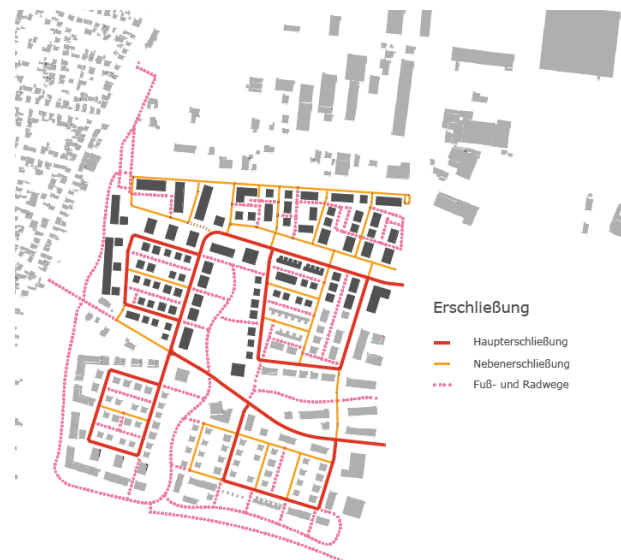 Erschließung
Haupterschließung
Nebenerschließung
Fuß- und Radwege